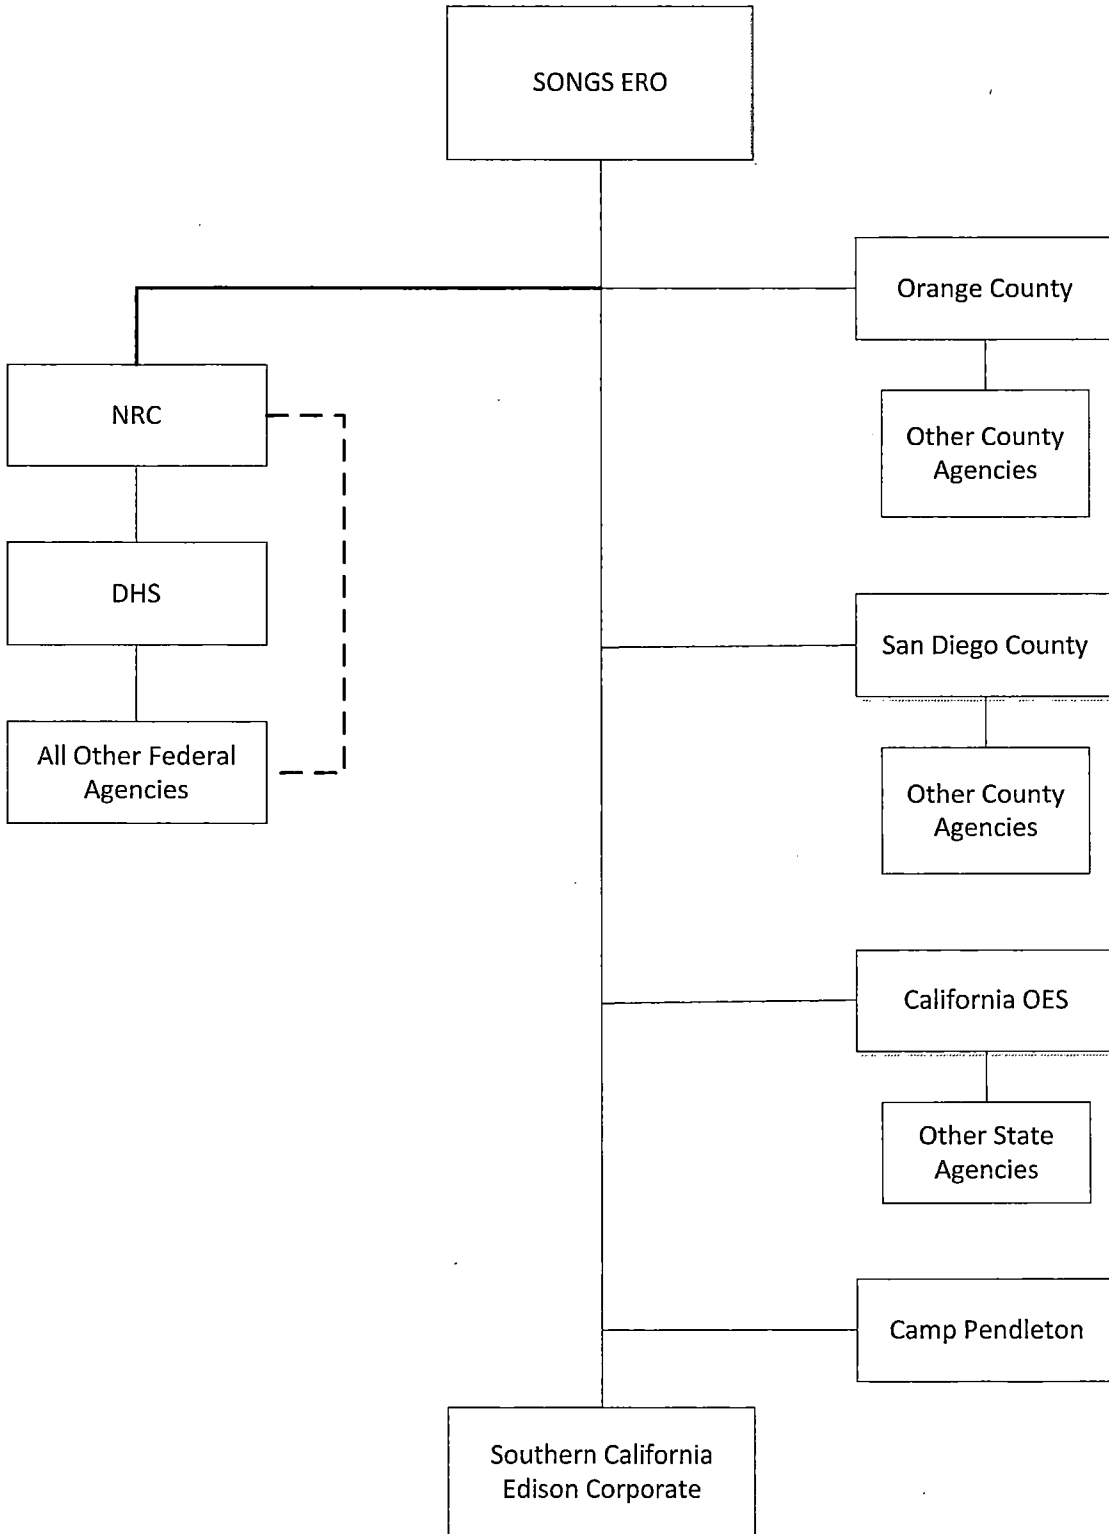 SONGS ERO
Orange County
NRC
Other County
Agencies
DHS
San Diego County
All Other Federal
Agencies
Other County
Agencies
California OES
Other State
Agencies
Camp Pendleton
Southern California
Edison Corporate